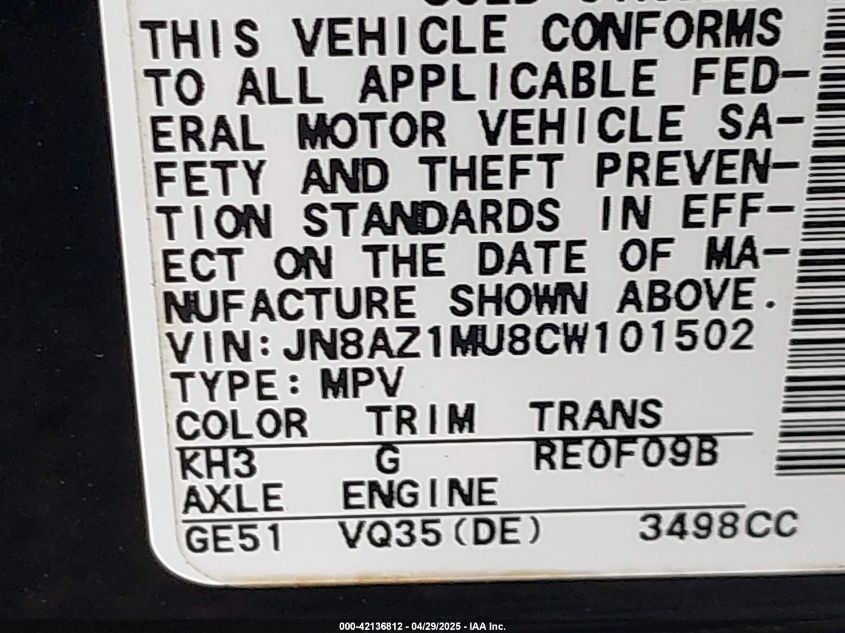 THIS VEHICLE CONFORMS
TO ALL APPLICABLE FED-
ERAL MOTOR VEHICLE SA-
FETY AND THEFT PREVEN-
TION STANDARDS IN EFF-
ECT ON THE DATE OF MA-
NUFACTURE SHOWN ABOVE.
VIN:JN8AZ1MU8CW101502
TYPE:MPV
COLOR TRIM TRANS
KH3 G RE0F09B
AXLE ENGINE
GE51 VQ35(DE) 3498CC
000-42136812 - 04/29/2025 - IAA Inc.